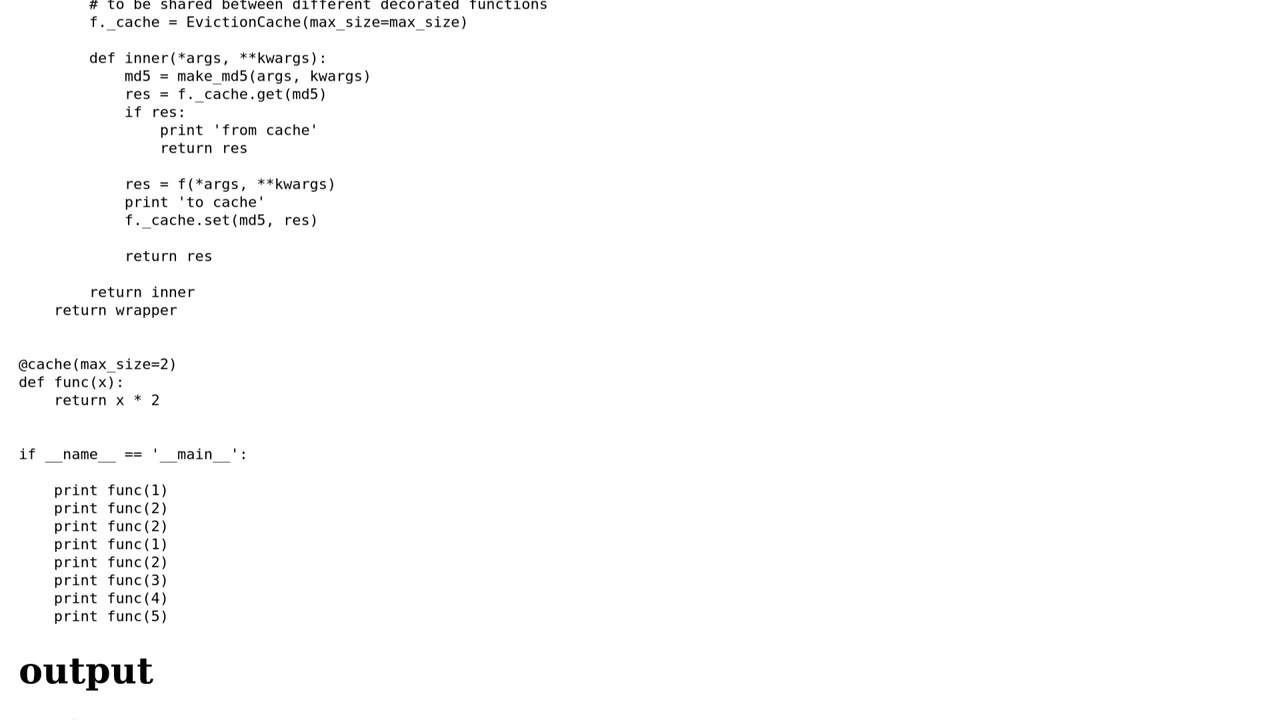 # to be shared between different decorated functions
        f._cache = EvictionCache(max_size=max_size)

        def inner(*args, **kwargs):
            md5 = make_md5(args, kwargs)
            res = f._cache.get(md5)
            if res:
                print 'from cache'
                return res

            res = f(*args, **kwargs)
            print 'to cache'
            f._cache.set(md5, res)

            return res

        return inner
    return wrapper


@cache(max_size=2)
def func(x):
    return x * 2


if __name__ == '__main__':

    print func(1)
    print func(2)
    print func(2)
    print func(1)
    print func(2)
    print func(3)
    print func(4)
    print func(5)

output